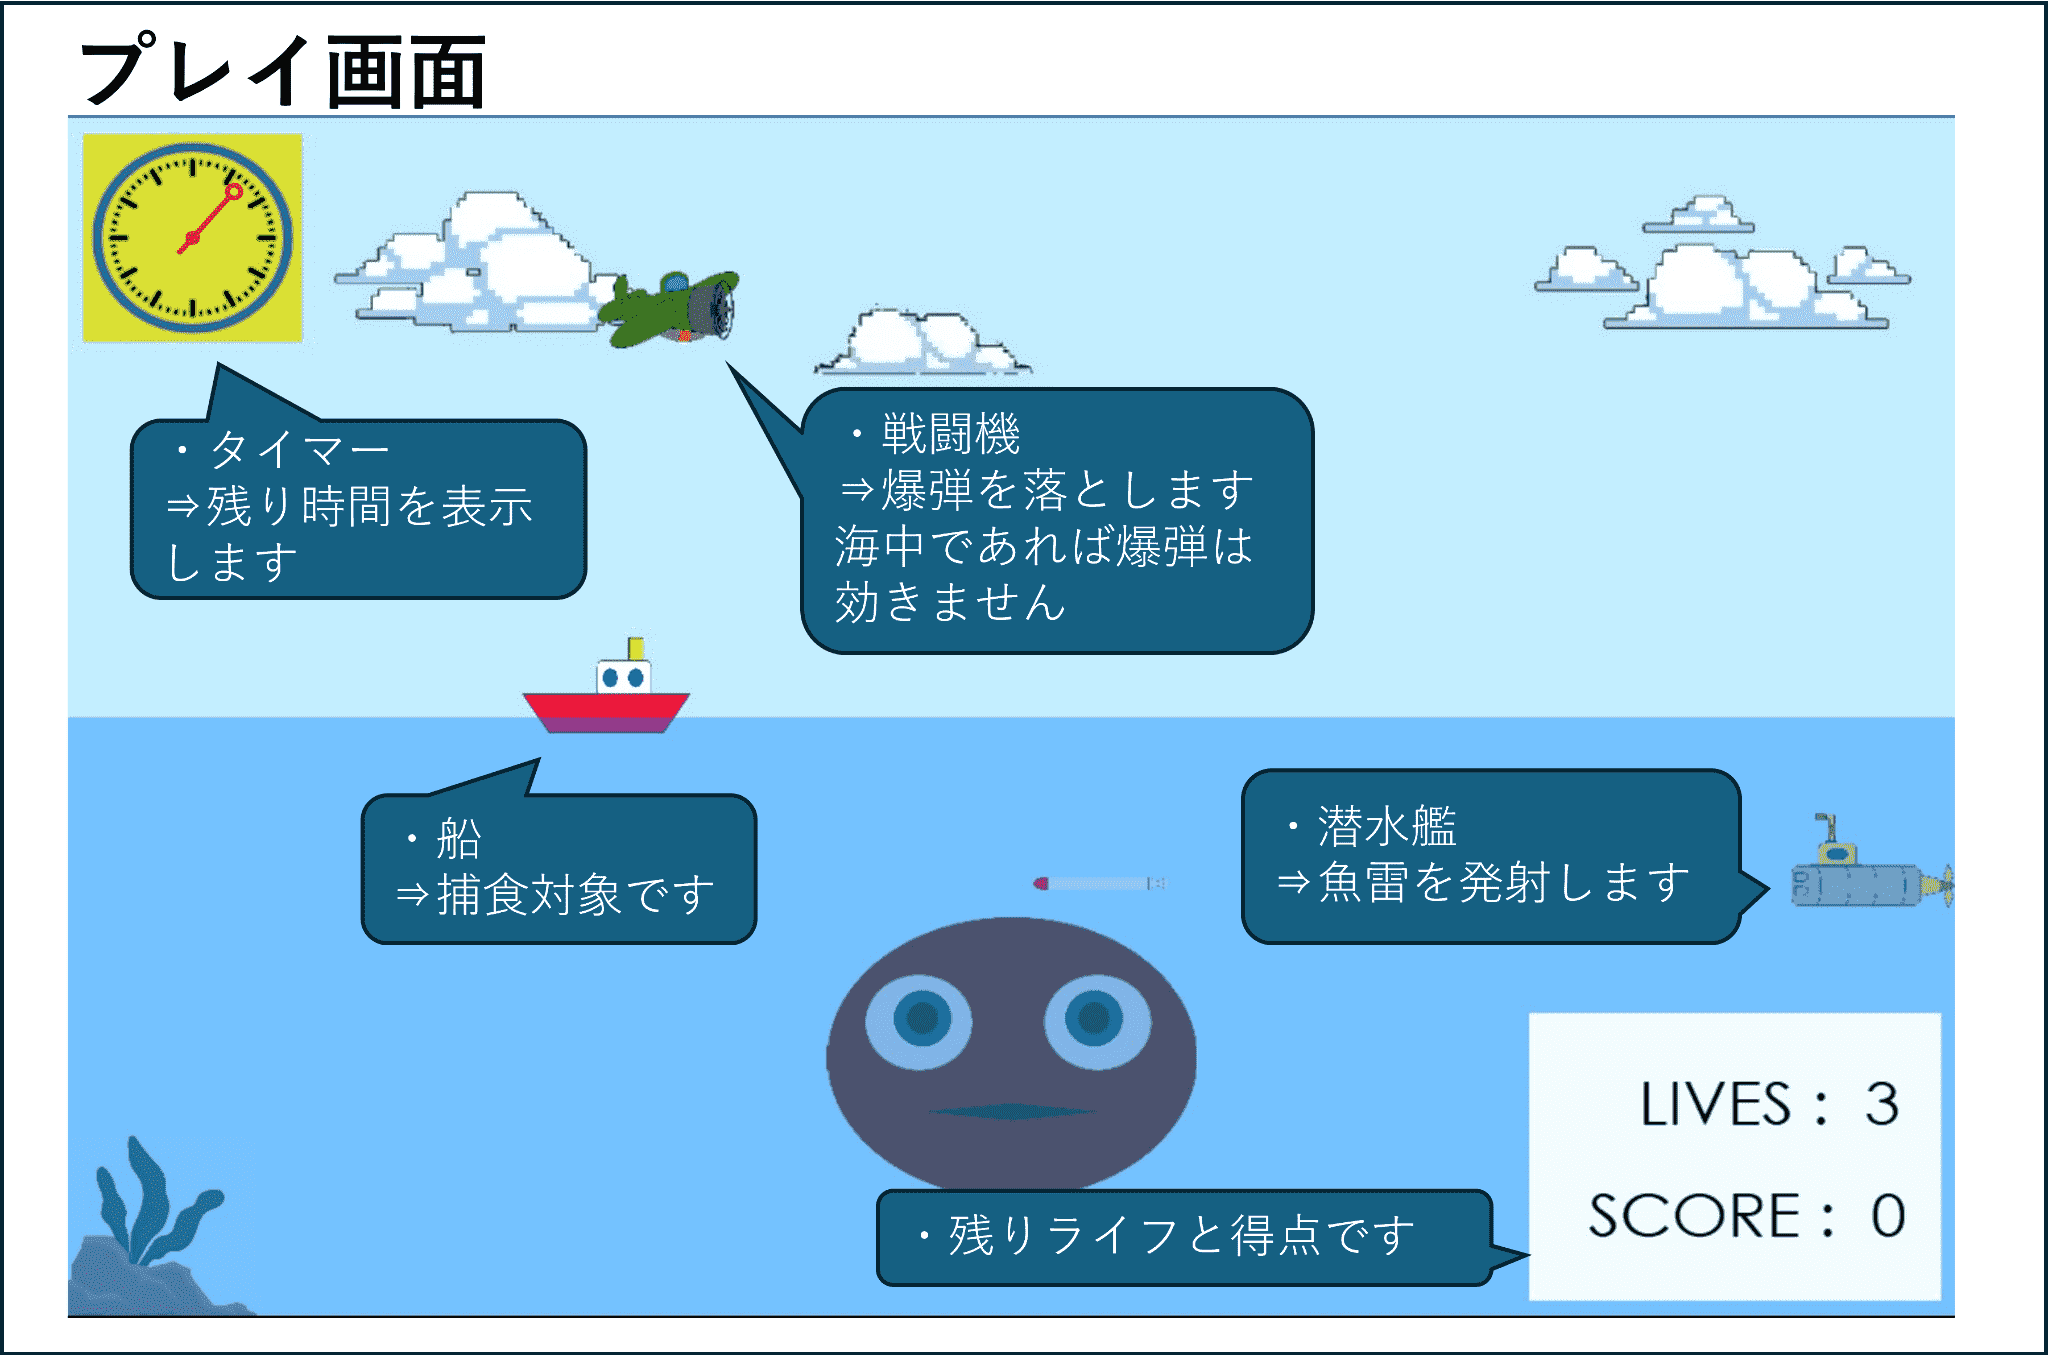 プレイ画面
・タイマー
⇒残り時間を表示
します
・戦闘機
⇒爆弾を落とします
海中であれば爆弾は
効きません
・船
⇒捕食対象です
・潜水艦
⇒魚雷を発射します
LIVES : 3
SCORE : 0
・残りライフと得点です